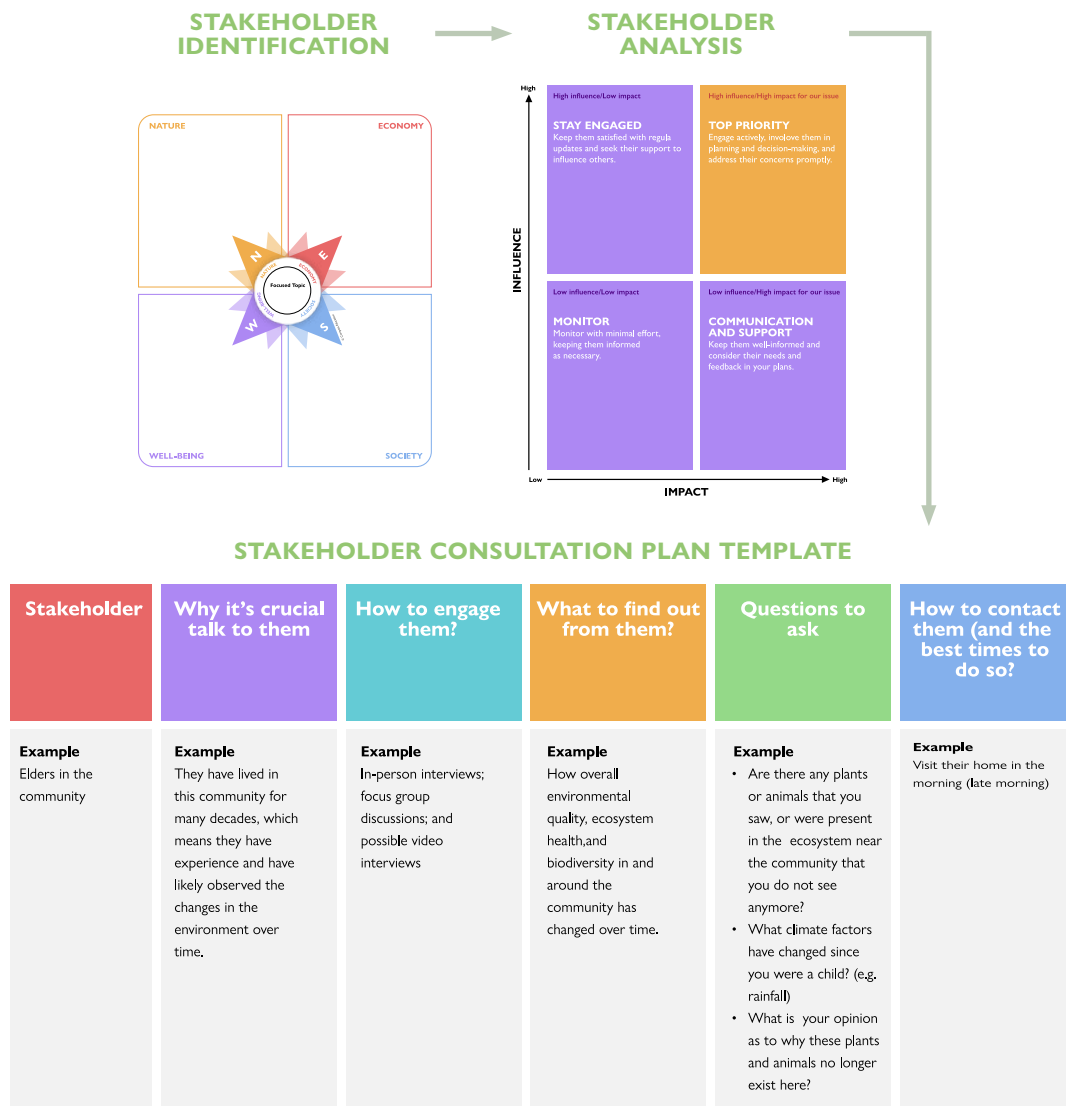 STAKEHOLDER
IDENTIFICATION
STAKEHOLDER
ANALYSIS
NATURE
ECONOMY
N
E
NATURE
ECONOMY
Focused Topic
WELL-BEING
SOCIETY
W
S
WELL-BEING
SOCIETY
High
INFLUENCE
Low
High influence/Low impact
STAY ENGAGED
Keep them satisfied with regula
updates and seek their support to
influence others.
High influence/High impact for our issue
TOP PRIORITY
Engage actively, involove them in
planning and decision-making, and
address their concerns promptly.
Low influence/Low impact
MONITOR
Monitor with minimal effort,
keeping them informed
as necessary.
Low influence/High impact for our issue
COMMUNICATION
AND SUPPORT
Keep them well-informed and
consider their needs and
feedback in your plans.
High
IMPACT
STAKEHOLDER CONSULTATION PLAN TEMPLATE
Stakeholder
Why it's crucial
talk to them
How to engage
them?
What to find out
from them?
Questions to
ask
How to contact
them (and the
best times to
do so?
Example
Elders in the
community
Example
They have lived in
this community for
many decades, which
means they have
experience and have
likely observed the
changes in the
environment over
time.
Example
In-person interviews;
focus group
discussions; and
possible video
interviews
Example
How overall
environmental
quality, ecosystem
health,and
biodiversity in and
around the
community has
changed over time.
Example
• Are there any plants
or animals that you
saw, or were present
in the ecosystem near
the community that
you do not see
anymore?
• What climate factors
have changed since
you were a child? (e.g.
rainfall)
• What is your opinion
as to why these plants
and animals no longer
exist here?
Example
Visit their home in the
morning (late morning)